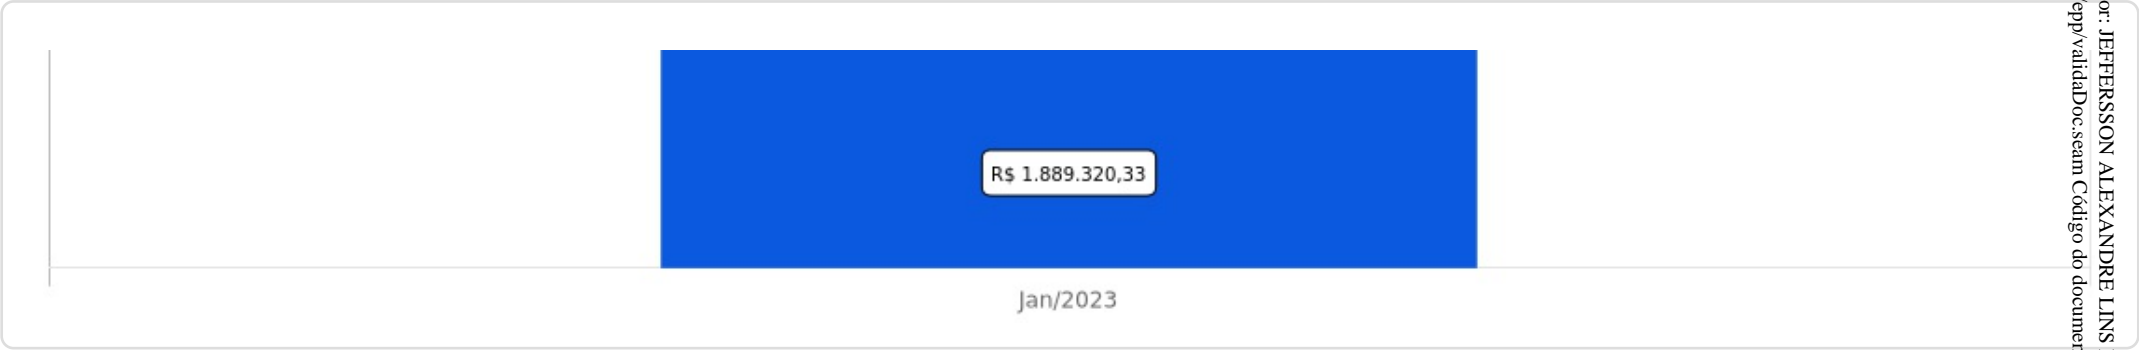 R$ 1.889.320,33
Jan/2023
or: JEFFERSSON ALEXANDRE LINS
/epp/validaDoc.seam Código do documen